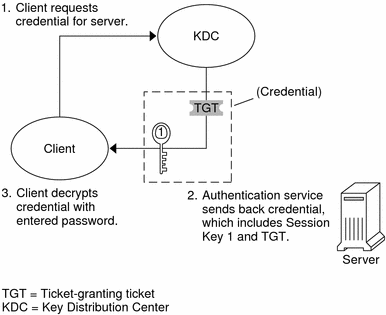 1. Client requests
credential for server.
KDC
TGT
(Credential)
1
Client
3. Client decrypts
credential with
entered password.
2. Authentication service
sends back credential,
which includes Session
Key 1 and TGT.
Server
TGT = Ticket-granting ticket
KDC = Key Distribution Center